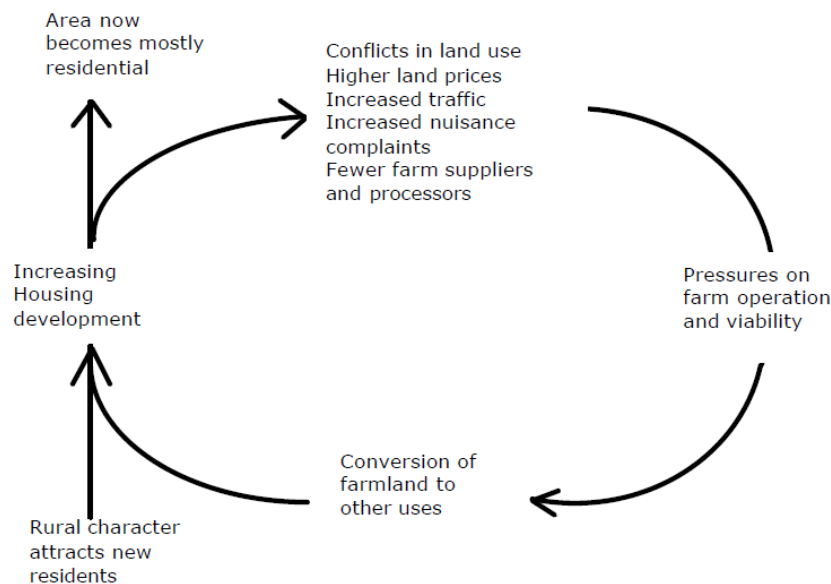 Area now
becomes mostly
residential
Conflicts in land use
Higher land prices
Increased traffic
Increased nuisance
complaints
Fewer farm suppliers
and processors
Pressures on
farm operation
and viability
Conversion of
farmland to
other uses
Increasing
Housing
development
Rural character
attracts new
residents